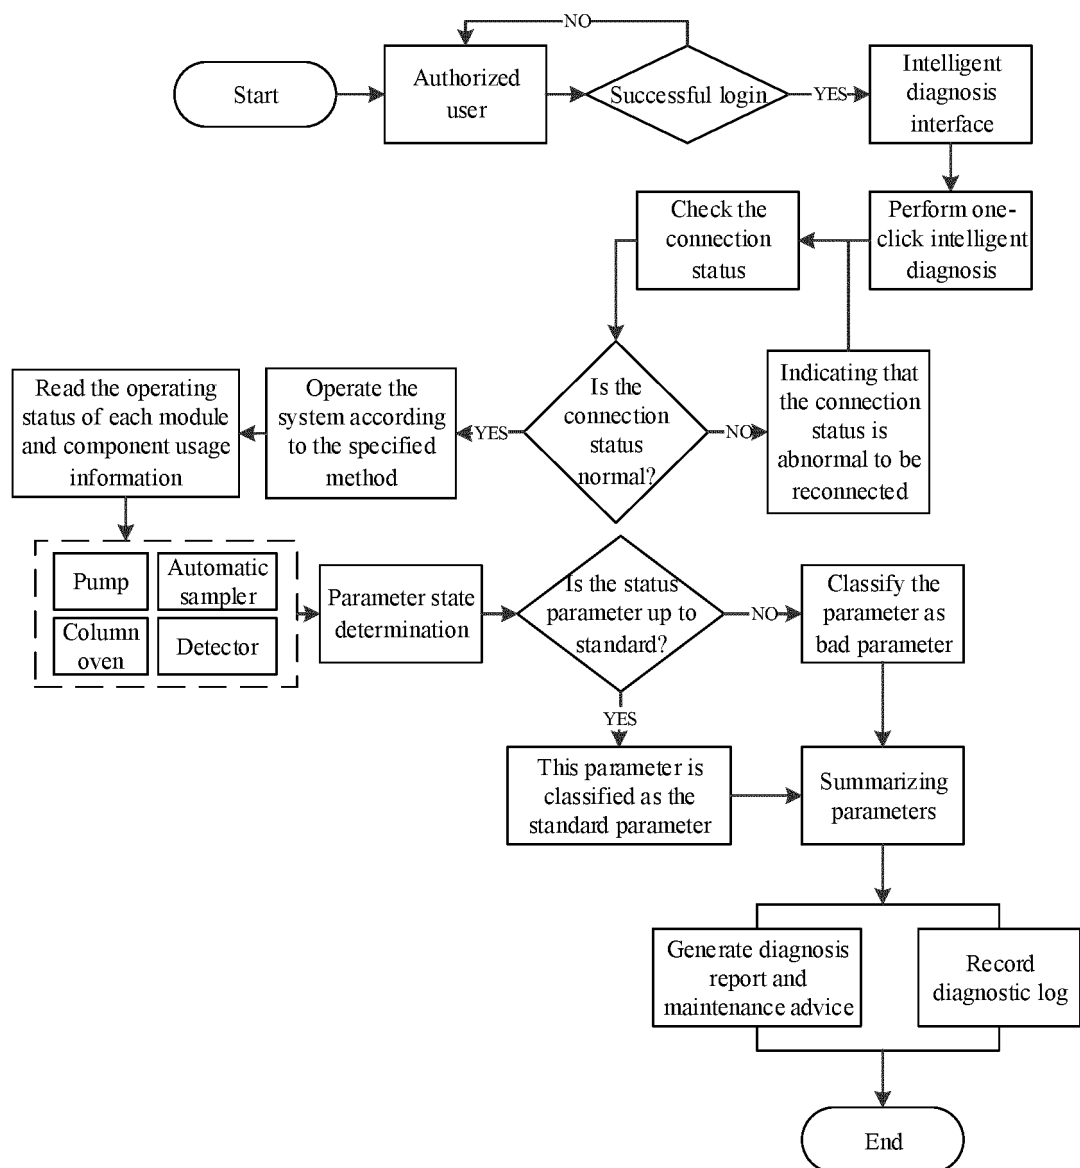 Start
Authorized
user
NO
Successful login
YES
Intelligent
diagnosis
interface
Perform one-
click intelligent
diagnosis
Check the
connection
status
Is the
connection
status
normal?
NO
Indicating that
the connection
status is
abnormal to be
reconnected
YES
Operate the
system according
to the specified
method
Read the operating
status of each module
and component usage
information
Pump
Automatic
sampler
Column
oven
Detector
Parameter state
determination
Is the status
parameter up to
standard?
NO
Classify the
parameter as
bad parameter
YES
This parameter is
classified as the
standard parameter
Summarizing
parameters
Generate diagnosis
report and
maintenance advice
Record
diagnostic log
End